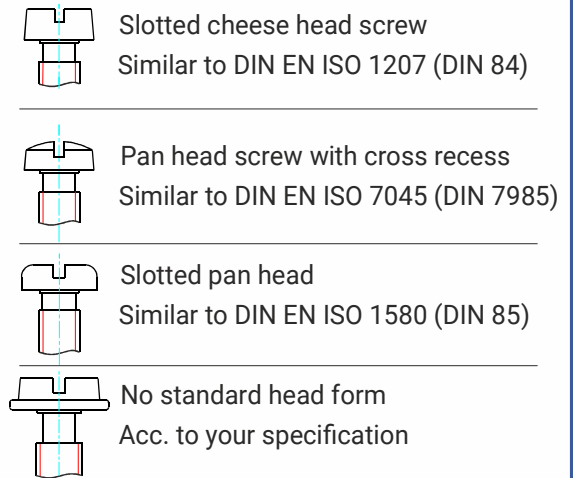 Slotted cheese head screw
Similar to DIN EN ISO 1207 (DIN 84)
Pan head screw with cross recess
Similar to DIN EN ISO 7045 (DIN 7985)
Slotted pan head
Similar to DIN EN ISO 1580 (DIN 85)
No standard head form
Acc. to your specification